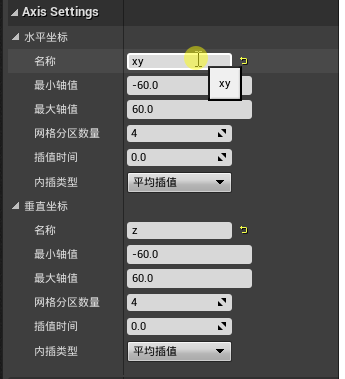 Axis Settings
水平坐标
名称 xy
xy
最小轴值 -60.0
最大轴值 60.0
网格分区数量 4
插值时间 0.0
内插类型 平均插值
垂直坐标
名称 z
最小轴值 -60.0
最大轴值 60.0
网格分区数量 4
插值时间 0.0
内插类型 平均插值